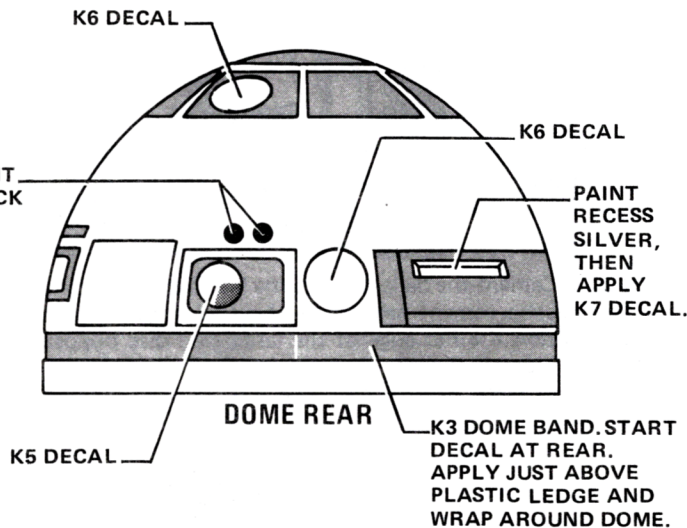 K6 DECAL
K6 DECAL
T
CK
PAINT
RECESS
SILVER,
THEN
APPLY
K7 DECAL.
DOME REAR
K5 DECAL
K3 DOME BAND. START
DECAL AT REAR.
APPLY JUST ABOVE
PLASTIC LEDGE AND
WRAP AROUND DOME.